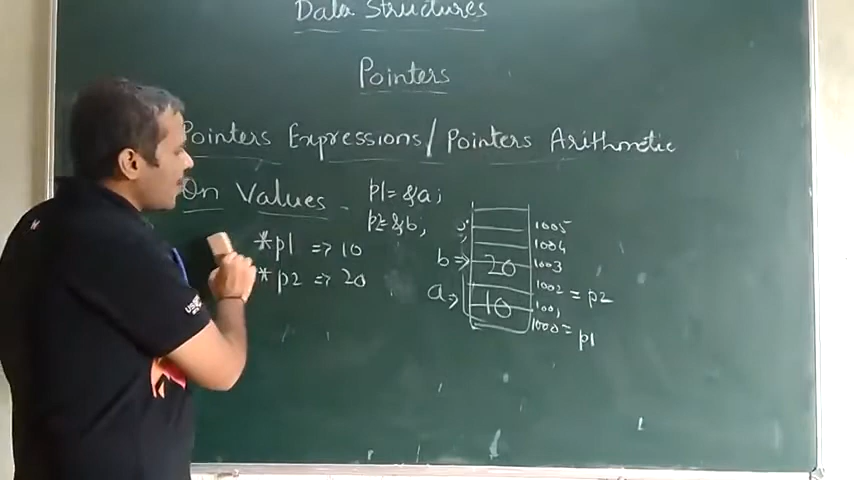 Data Structures
Pointers
Pointers Expressions/Pointers Arithmetic
On Values - p1=&a;
p2=&b;
*p1 => 10
*p2 => 20
1005
1004
b=> 20 1003
1002 = p2
a=> 10 1001
1000 = p1